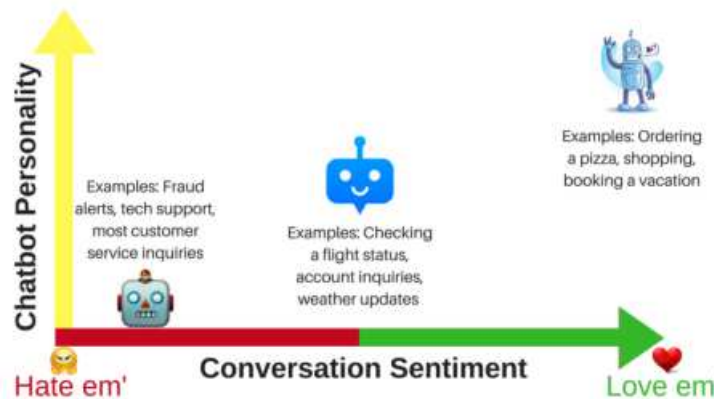 Chatbot Personality
Examples: Ordering
a pizza, shopping,
booking a vacation
Examples: Fraud
alerts, tech support,
most customer
service inquiries
Examples: Checking
a flight status,
account inquiries,
weather updates
Conversation Sentiment
Hate em'
Love em